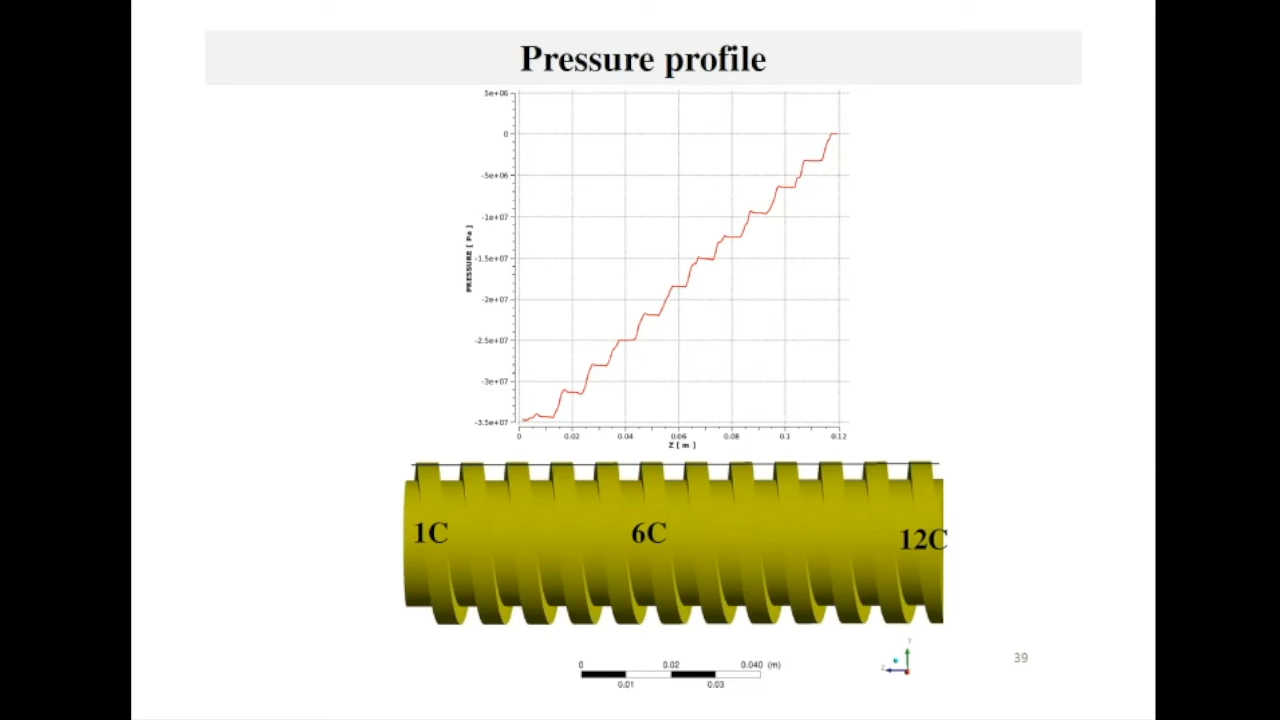 Pressure profile
5e+06
0
-5e+06
-1e+07
-1.5e+07
-2e+07
-2.5e+07
-3e+07
-3.5e+07
PRESSURE [ Pa ]
0 0.02 0.04 0.06 0.08 0.1 0.12
Z [ m ]
1C 6C 12C
0 0.02 0.040 (m)
0.01 0.03
Y
Z
39